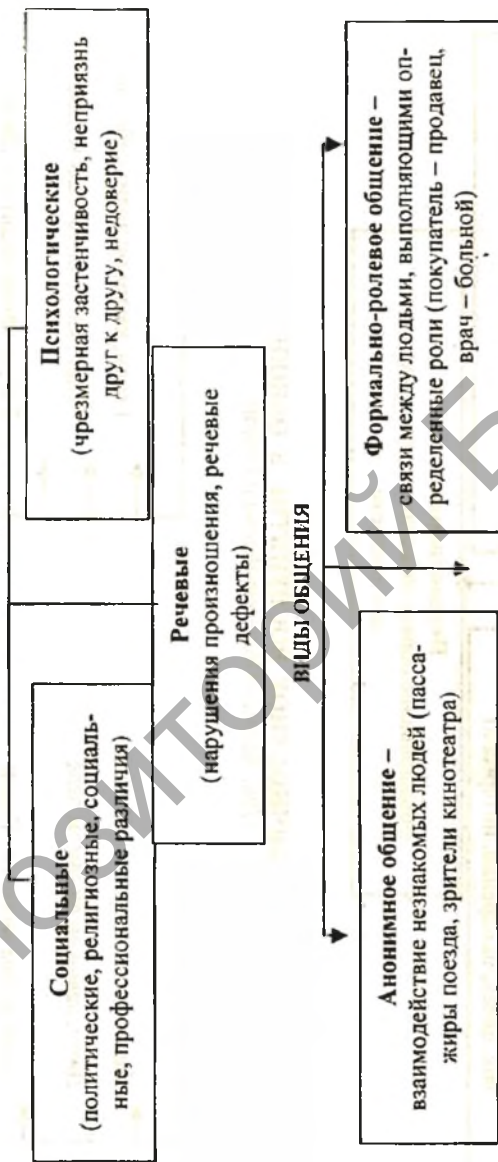 Социальные
(политические, религиозные, социаль-
ные, профессиональные различия)
Психологические
(чрезмерная застенчивость, неприязнь
друг к другу, недоверие)
Речевые
(нарушения произношения, речевые
дефекты)
ВИДЫ ОБЩЕНИЯ
Анонимное общение –
взаимодействие незнакомых людей (пасса-
жиры поезда, зрители кинотеатра)
Формально-ролевое общение –
связи между людьми, выполняющими оп-
ределенные роли (покупатель – продавец,
врач – больной)
ПОЗИТОРИЙ Б